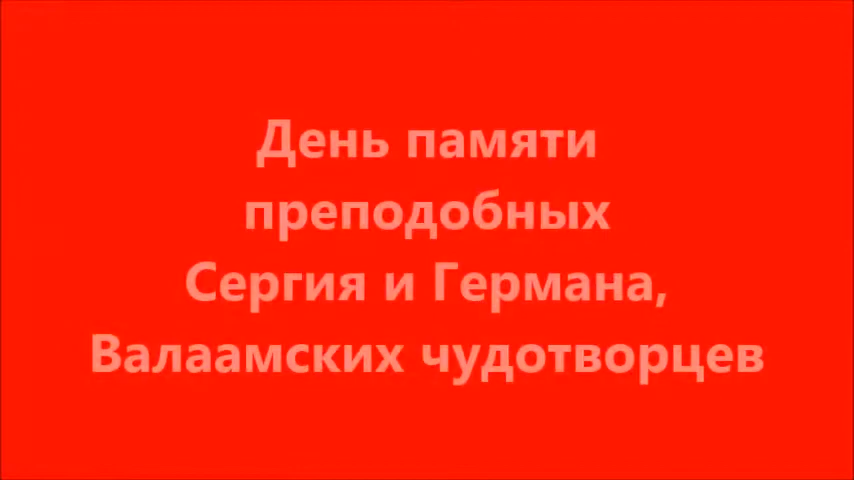 День памяти
преподобных
Сергия и Германа,
Валаамских чудотворцев